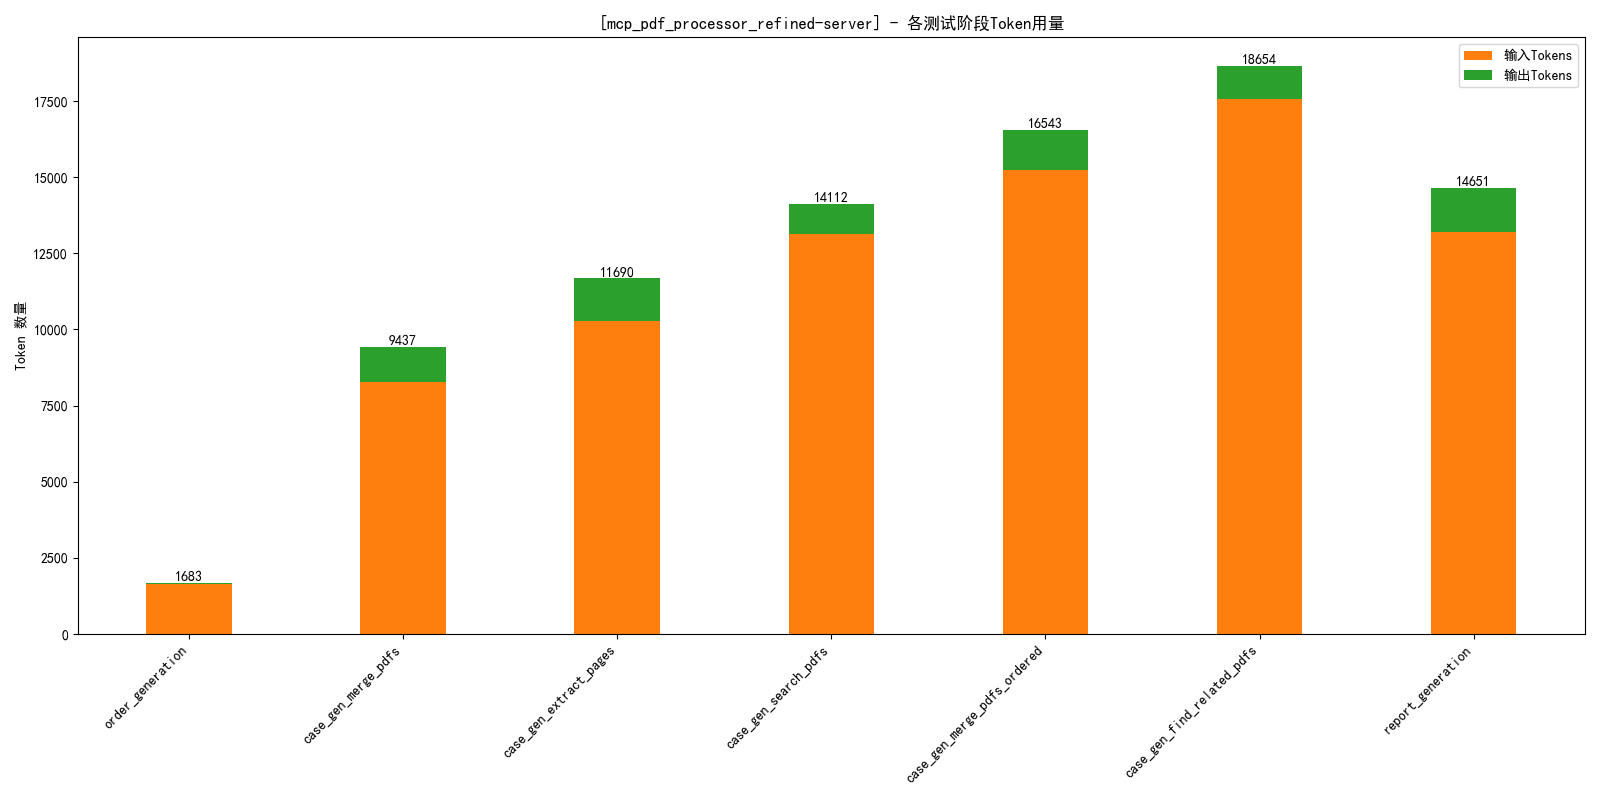 [mcp_pdf_processor_refined-server] - 各测试阶段Token用量
输入Tokens
输出Tokens
Token 数量
17500
15000
12500
10000
7500
5000
2500
0
1683
9437
11690
14112
16543
18654
14651
order_generation
case_gen_merge_pdfs
case_gen_extract_pages
case_gen_search_pdfs
case_gen_merge_pdfs_ordered
case_gen_find_related_pdfs
report_generation